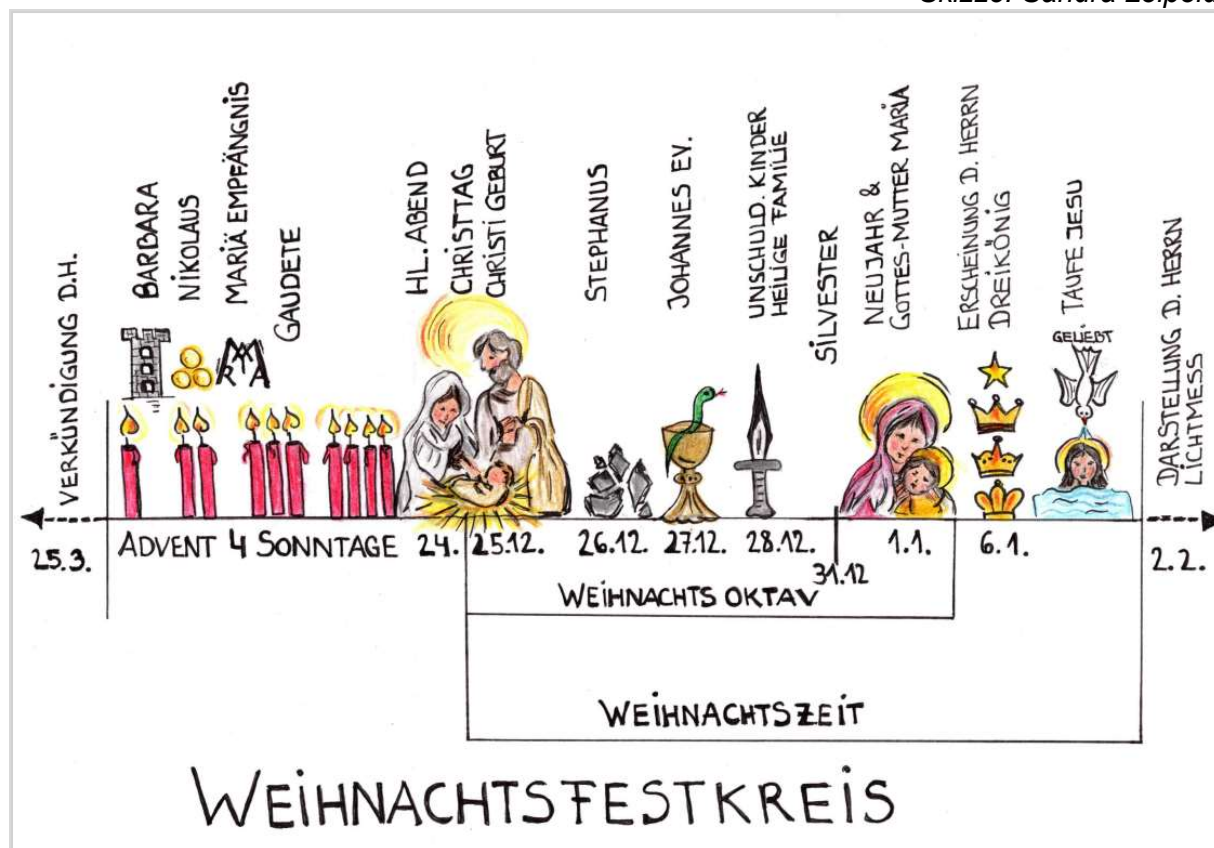 VERKÜNDIGUNG D.H.
BARBARA
NIKOLAUS
MARIÄ EMPFÄNGNIS
GAUDETE
HL. ABEND
CHRISTTAG
CHRISTI GEBURT
STEPHANUS
JOHANNES EV.
UNSCHULD. KINDER
HEILIGE FAMILIE
SILVESTER
NEUJAHR &
GOTTES-MUTTER MARIA
ERSCHEINUNG D. HERRN
DREIKÖNIG
TAUFE JESU
GELIEBT
DARSTELLUNG D. HERRN
LICHTMESS
25.3.
ADVENT 4 SONNTAGE
24.
25.12.
26.12.
27.12.
28.12.
31.12
1.1.
6.1.
2.2.
WEIHNACHTS OKTAV
WEIHNACHTSZEIT
WEIHNACHTSFESTKREIS